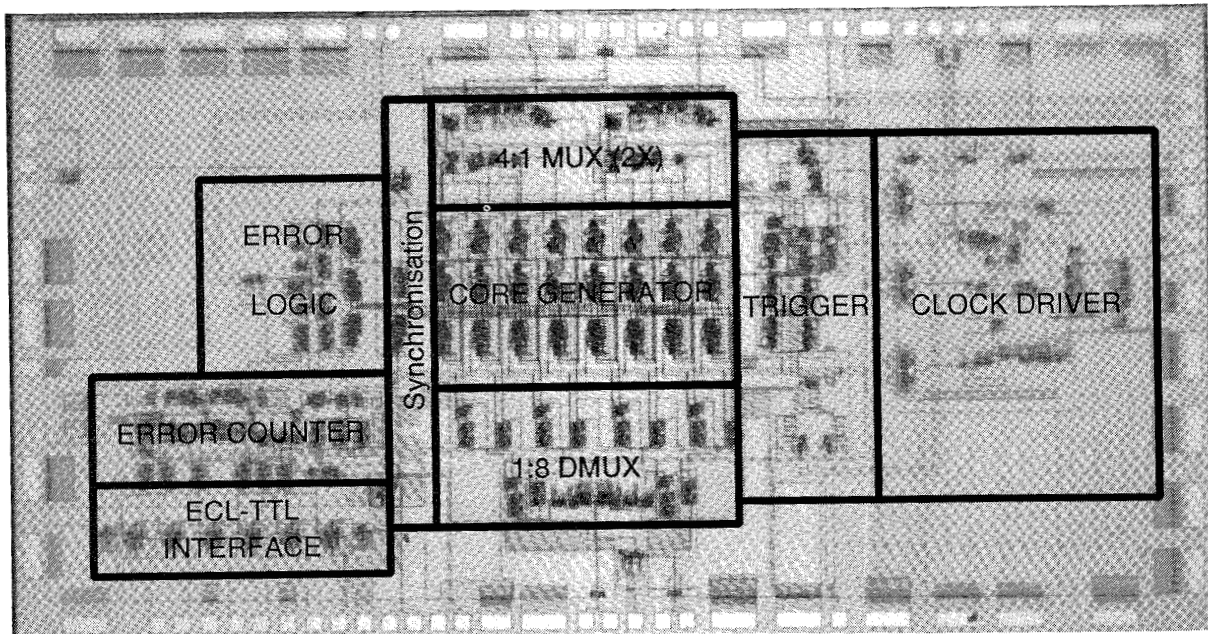 4:1 MUX (2X)
ERROR
LOGIC
Synchronisation
CORE GENERATOR
TRIGGER
CLOCK DRIVER
ERROR COUNTER
1:8 DMUX
ECL-TTL
INTERFACE